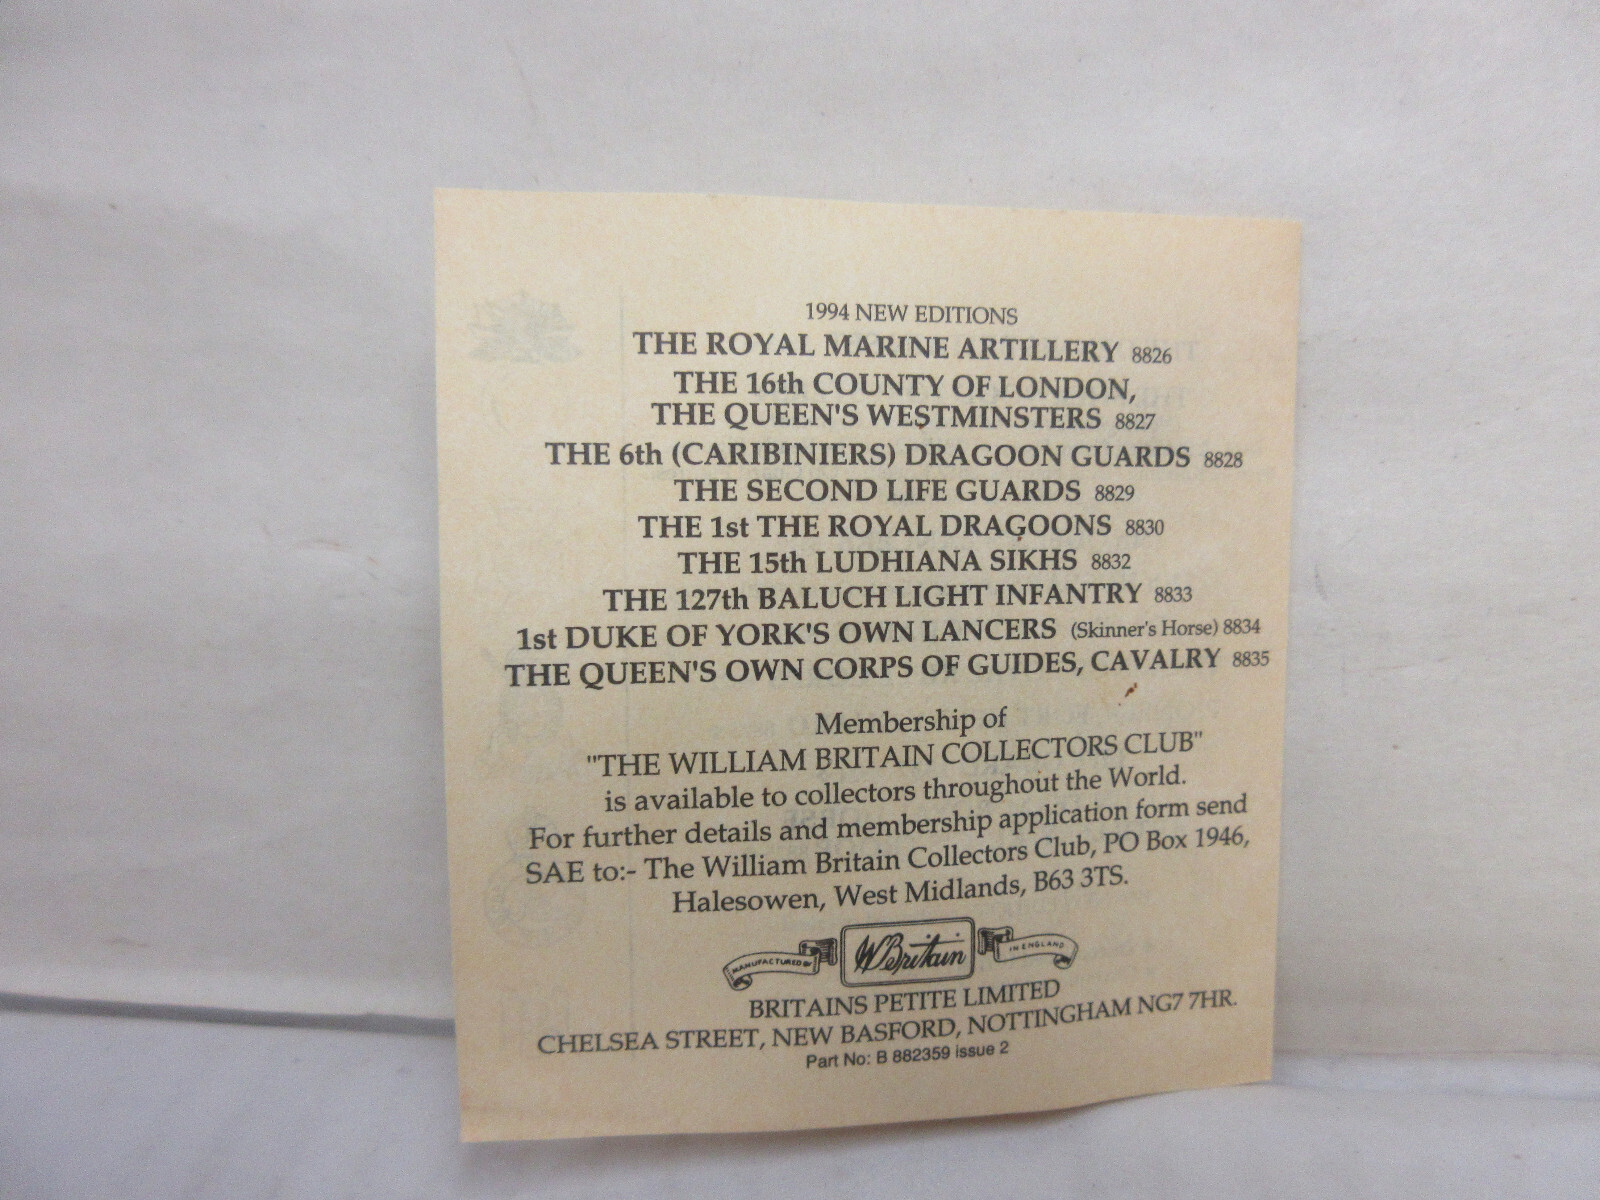 1994 NEW EDITIONS
THE ROYAL MARINE ARTILLERY 8826
THE 16th COUNTY OF LONDON,
THE QUEEN'S WESTMINSTERS 8827
THE 6th (CARIBINIERS) DRAGOON GUARDS 8828
THE SECOND LIFE GUARDS 8829
THE 1st THE ROYAL DRAGOONS 8830
THE 15th LUDHIANA SIKHS 8832
THE 127th BALUCH LIGHT INFANTRY 8833
1st DUKE OF YORK'S OWN LANCERS (Skinner's Horse) 8834
THE QUEEN'S OWN CORPS OF GUIDES, CAVALRY 8835
Membership of
"THE WILLIAM BRITAIN COLLECTORS CLUB"
is available to collectors throughout the World.
For further details and membership application form send
SAE to:- The William Britain Collectors Club, PO Box 1946,
Halesowen, West Midlands, B63 3TS.
MANUFACTURED BY W Britain IN ENGLAND
BRITAINS PETITE LIMITED
CHELSEA STREET, NEW BASFORD, NOTTINGHAM NG7 7HR.
Part No: B 882359 issue 2